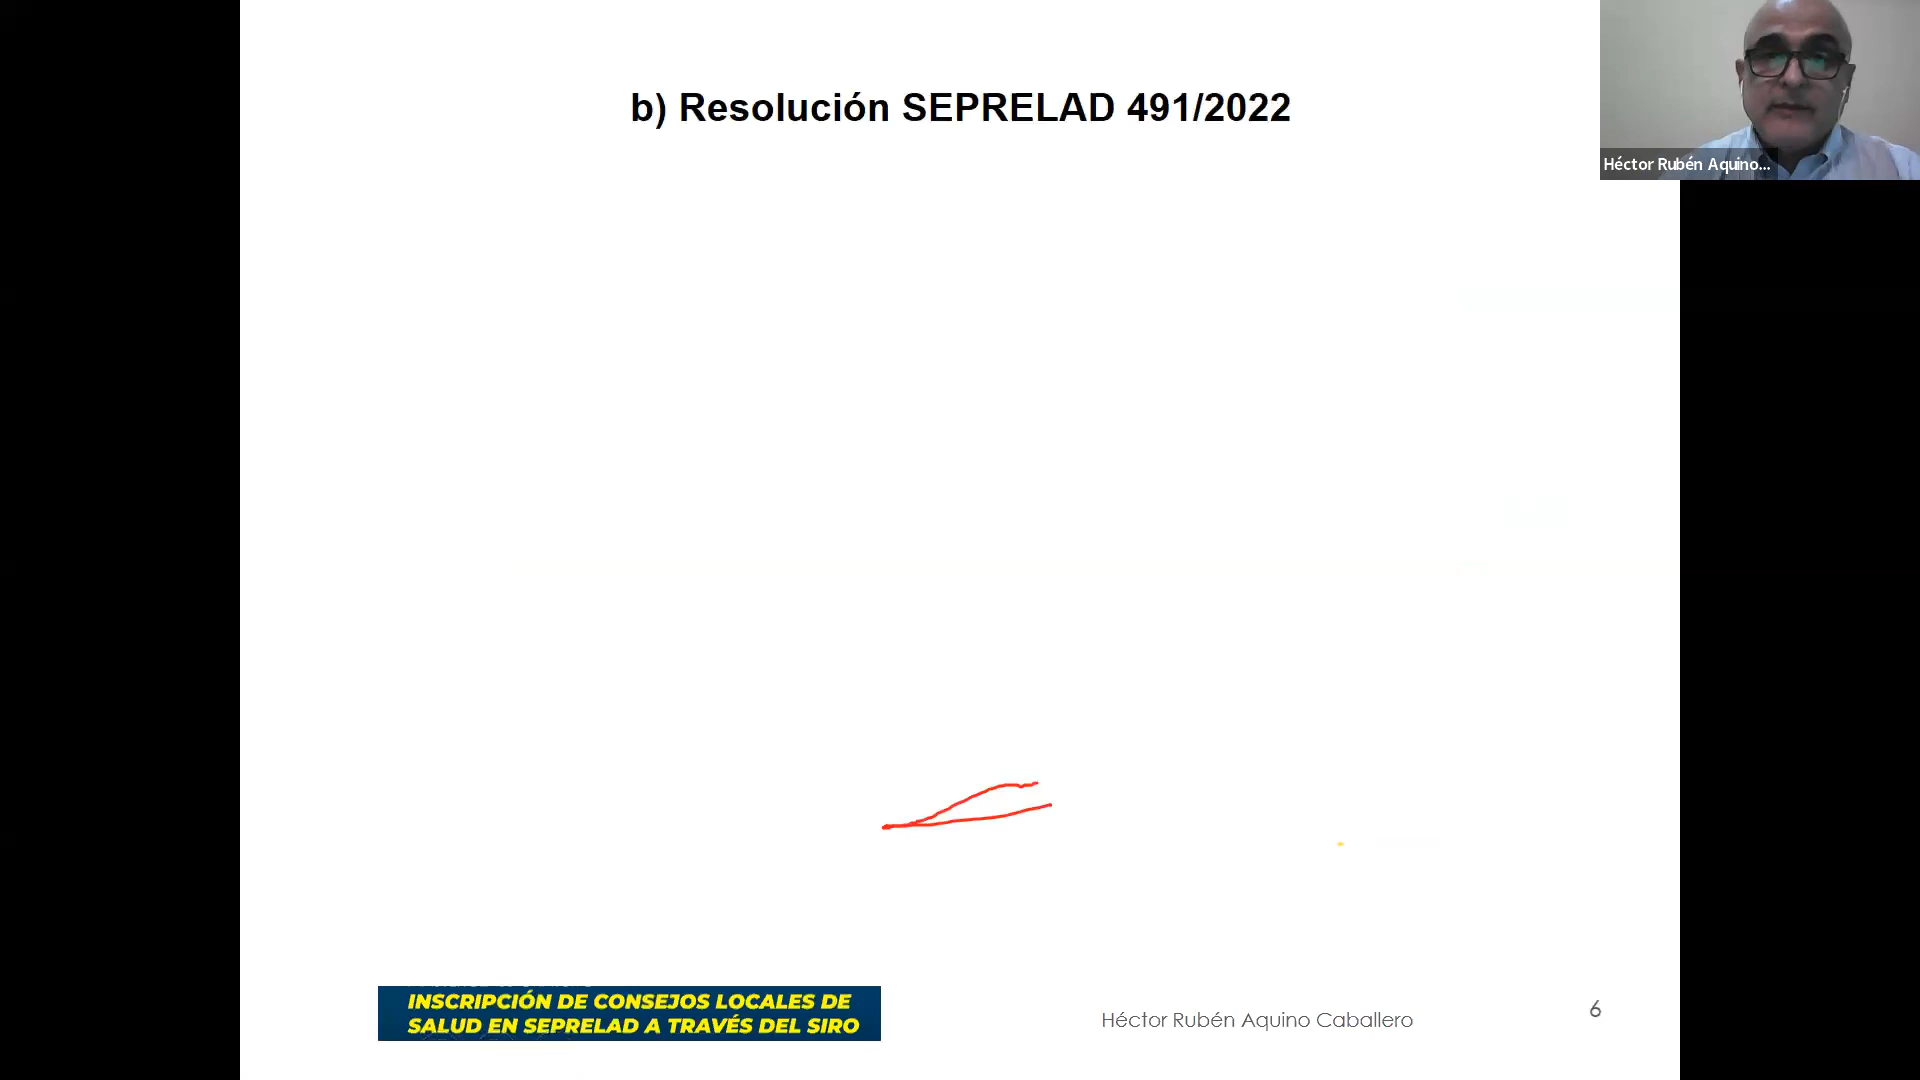 b) Resolución SEPRELAD 491/2022
Héctor Rubén Aquino...
INSCRIPCIÓN DE CONSEJOS LOCALES DE
SALUD EN SEPRELAD A TRAVÉS DEL SIRO
Héctor Rubén Aquino Caballero
6